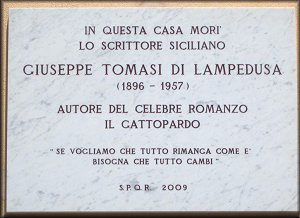 IN QUESTA CASA MORI'
LO SCRITTORE SICILIANO
GIUSEPPE TOMASI DI LAMPEDUSA
(1896 - 1957)
AUTORE DEL CELEBRE ROMANZO
IL GATTOPARDO
"SE VOGLIAMO CHE TUTTO RIMANGA COME E'
BISOGNA CHE TUTTO CAMBI"
S.P.Q.R. 2009